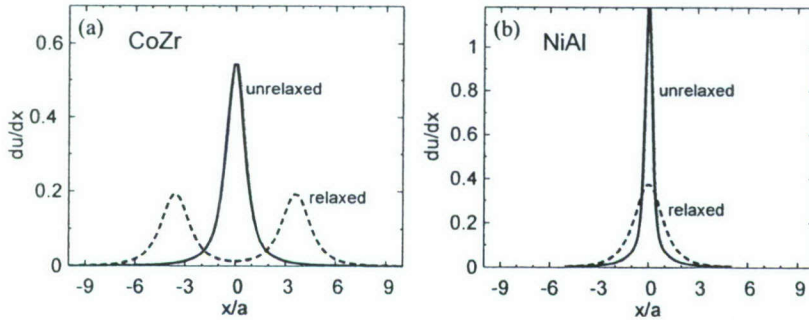 (a) CoZr
0.6
0.4
0.2
0
du/dx
unrelaxed
relaxed
-9 -6 -3 0 3 6 9
x/a
(b) NiAl
1
0.8
0.6
0.4
0.2
0
du/dx
unrelaxed
relaxed
-9 -6 -3 0 3 6 9
x/a